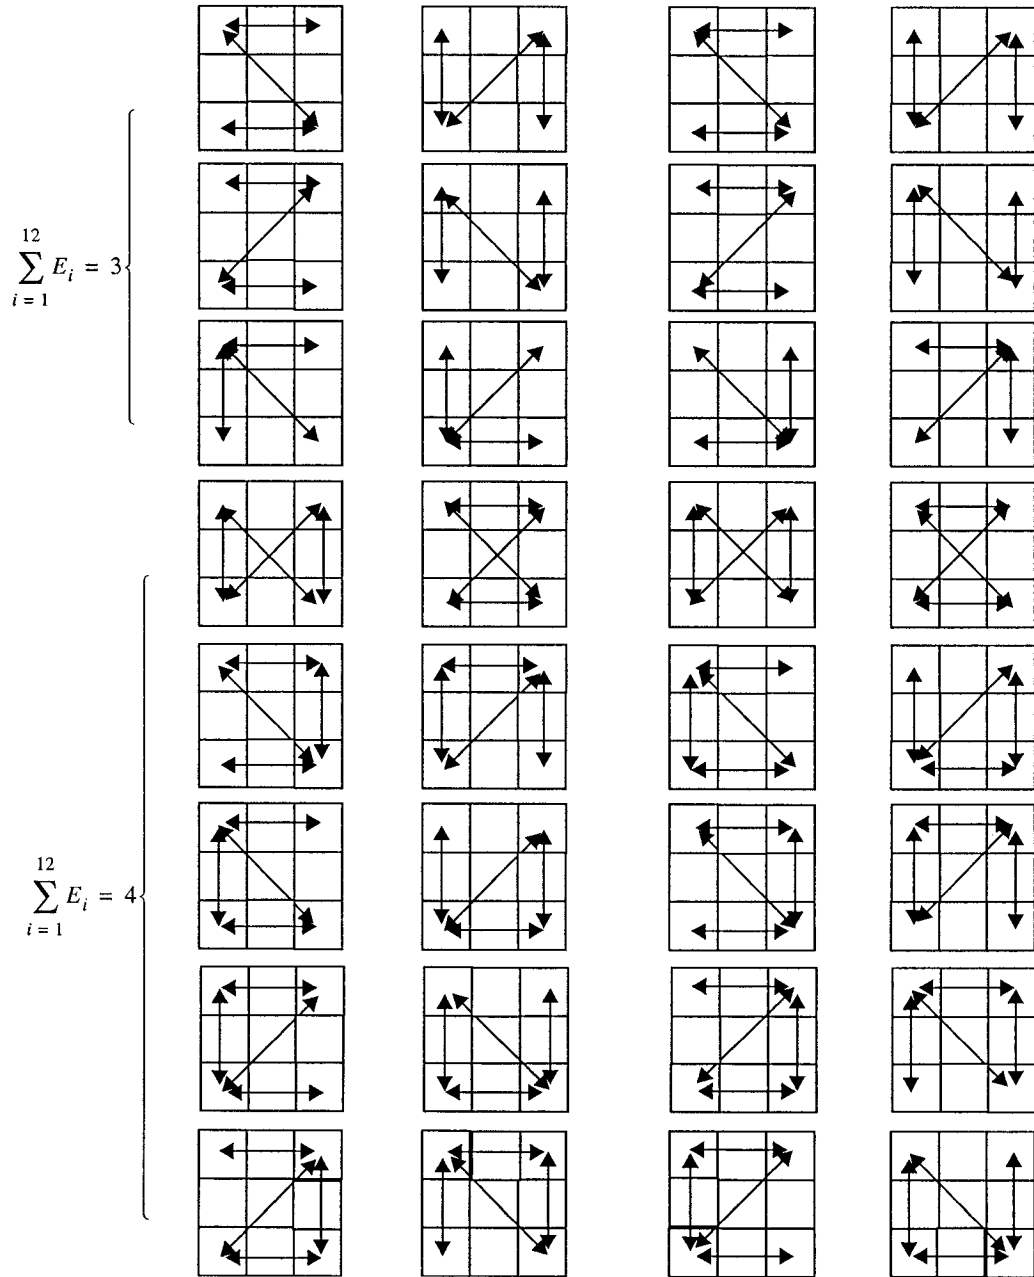 12
∑ E_i = 3
i = 1
12
∑ E_i = 4
i = 1